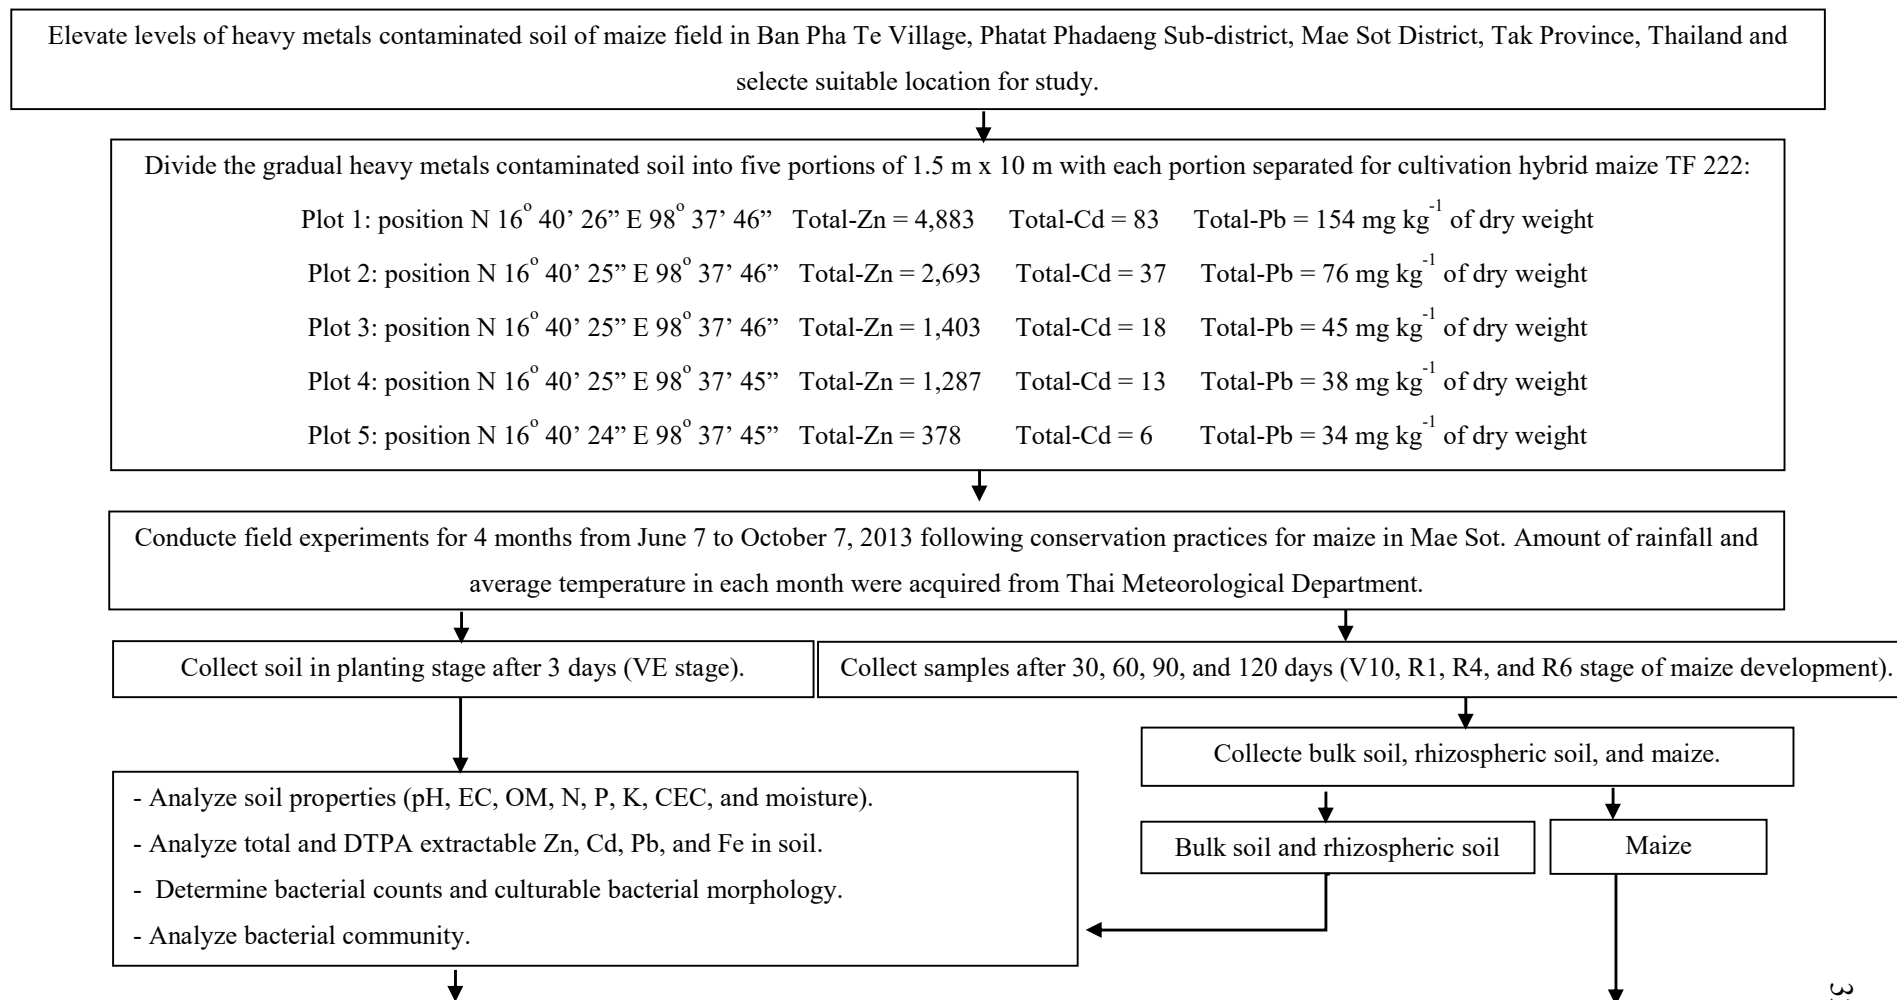 Elevate levels of heavy metals contaminated soil of maize field in Ban Pha Te Village, Phatat Phadaeng Sub-district, Mae Sot District, Tak Province, Thailand and
selecte suitable location for study.
Divide the gradual heavy metals contaminated soil into five portions of 1.5 m x 10 m with each portion separated for cultivation hybrid maize TF 222:
Plot 1: position N 16° 40’ 26” E 98° 37’ 46” Total-Zn = 4,883 Total-Cd = 83 Total-Pb = 154 mg kg⁻¹ of dry weight
Plot 2: position N 16° 40’ 25” E 98° 37’ 46” Total-Zn = 2,693 Total-Cd = 37 Total-Pb = 76 mg kg⁻¹ of dry weight
Plot 3: position N 16° 40’ 25” E 98° 37’ 46” Total-Zn = 1,403 Total-Cd = 18 Total-Pb = 45 mg kg⁻¹ of dry weight
Plot 4: position N 16° 40’ 25” E 98° 37’ 45” Total-Zn = 1,287 Total-Cd = 13 Total-Pb = 38 mg kg⁻¹ of dry weight
Plot 5: position N 16° 40’ 24” E 98° 37’ 45” Total-Zn = 378 Total-Cd = 6 Total-Pb = 34 mg kg⁻¹ of dry weight
Conducte field experiments for 4 months from June 7 to October 7, 2013 following conservation practices for maize in Mae Sot. Amount of rainfall and
average temperature in each month were acquired from Thai Meteorological Department.
Collect soil in planting stage after 3 days (VE stage).
Collect samples after 30, 60, 90, and 120 days (V10, R1, R4, and R6 stage of maize development).
Collecte bulk soil, rhizospheric soil, and maize.
Bulk soil and rhizospheric soil
Maize
- Analyze soil properties (pH, EC, OM, N, P, K, CEC, and moisture).
- Analyze total and DTPA extractable Zn, Cd, Pb, and Fe in soil.
- Determine bacterial counts and culturable bacterial morphology.
- Analyze bacterial community.